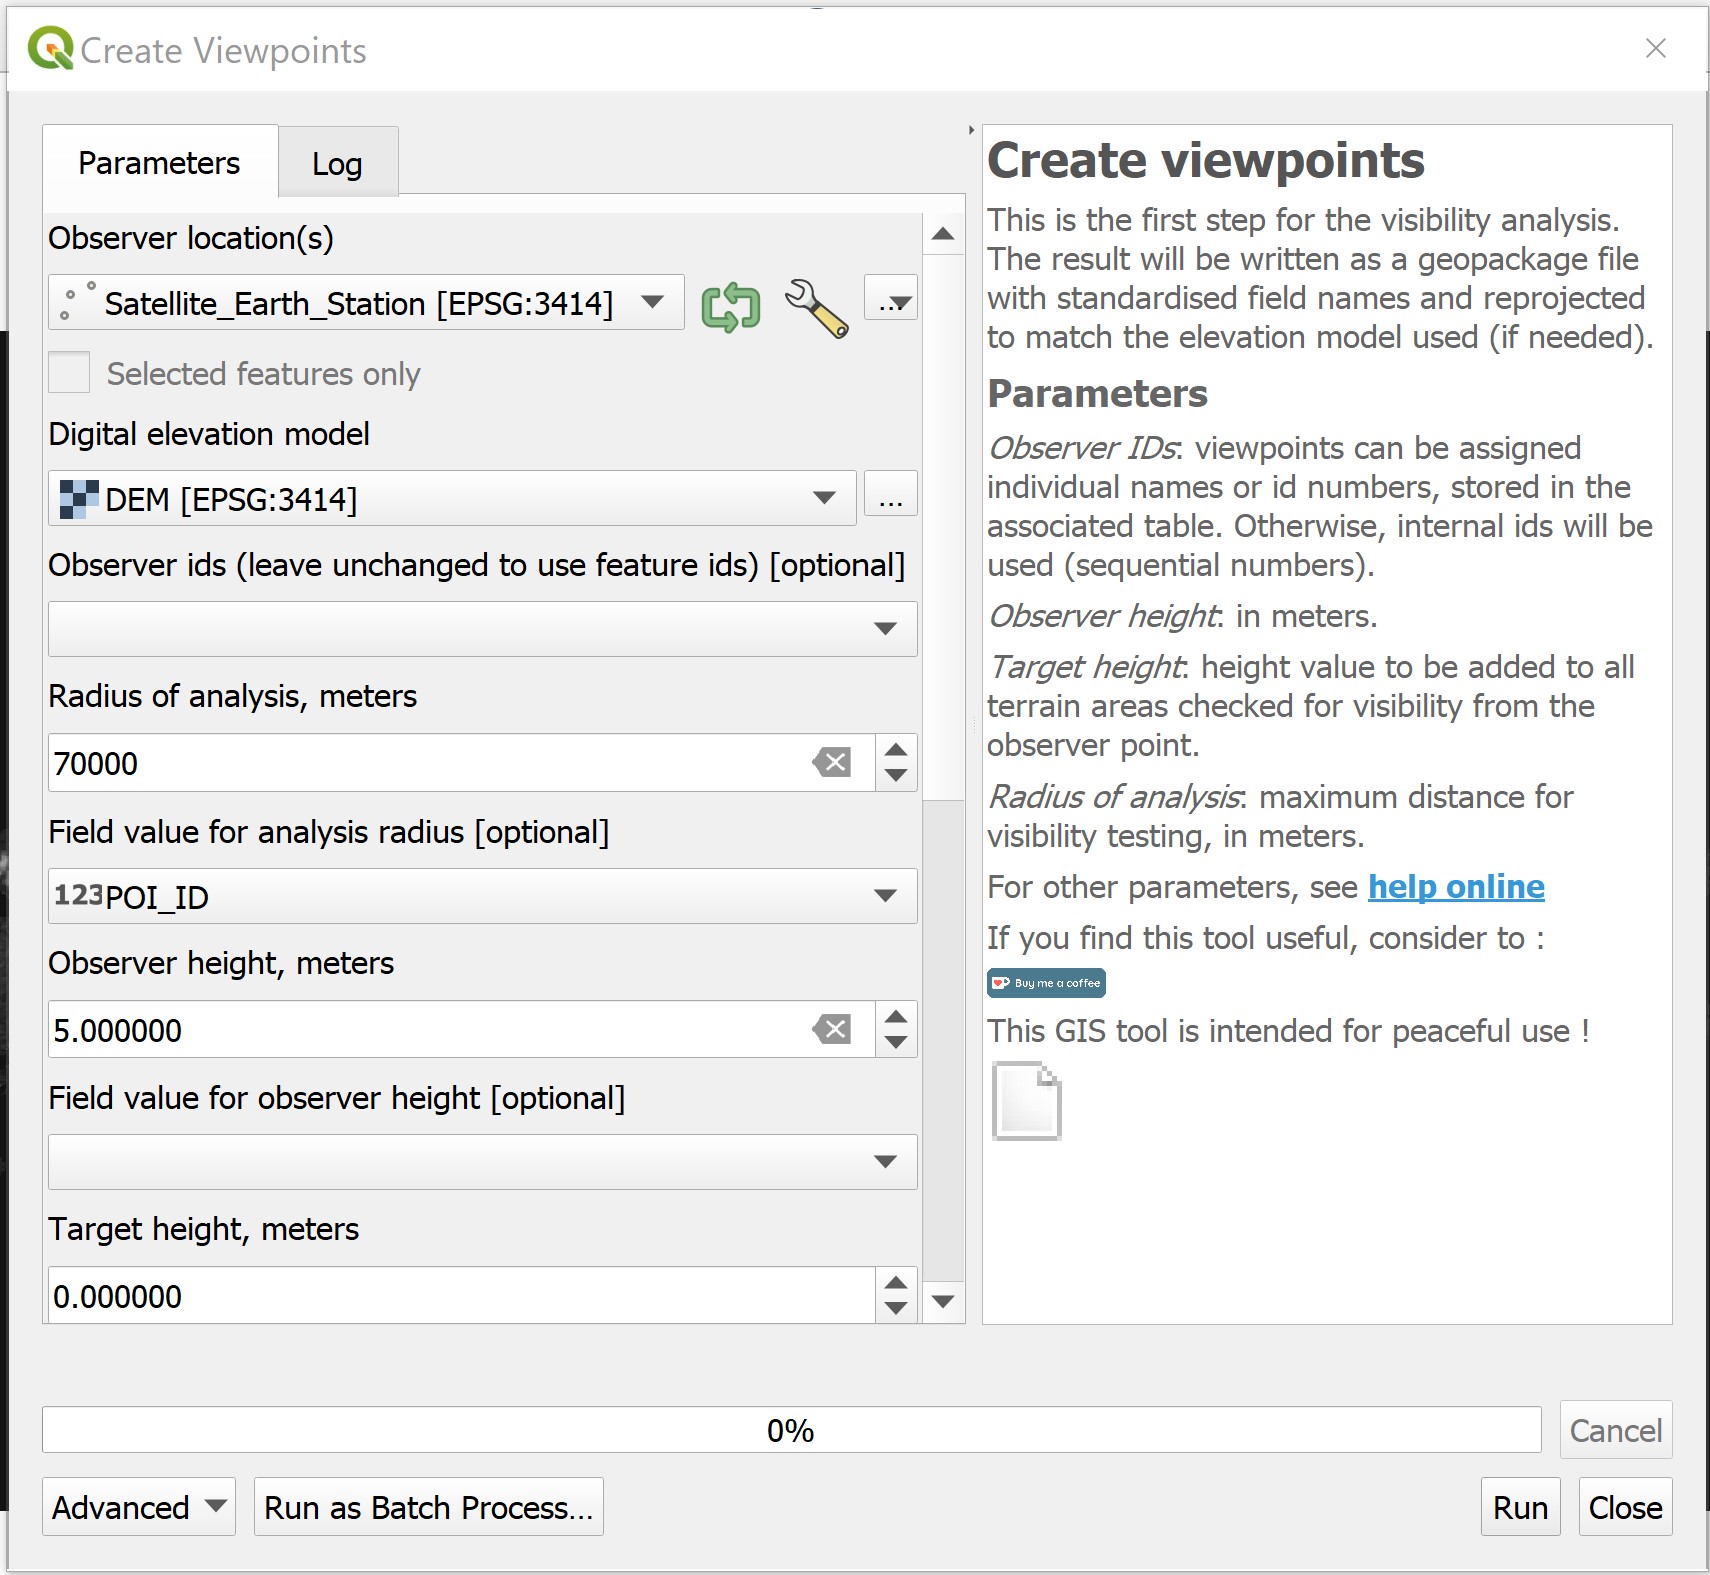 Create Viewpoints
Parameters
Log
Observer location(s)
Satellite_Earth_Station [EPSG:3414]
...
Selected features only
Digital elevation model
DEM [EPSG:3414]
...
Observer ids (leave unchanged to use feature ids) [optional]
Radius of analysis, meters
70000
Field value for analysis radius [optional]
123 POI_ID
Observer height, meters
5.000000
Field value for observer height [optional]
Target height, meters
0.000000
Create viewpoints
This is the first step for the visibility analysis.
The result will be written as a geopackage file
with standardised field names and reprojected
to match the elevation model used (if needed).
Parameters
Observer IDs: viewpoints can be assigned
individual names or id numbers, stored in the
associated table. Otherwise, internal ids will be
used (sequential numbers).
Observer height: in meters.
Target height: height value to be added to all
terrain areas checked for visibility from the
observer point.
Radius of analysis: maximum distance for
visibility testing, in meters.
For other parameters, see help online
If you find this tool useful, consider to :
Buy me a coffee
This GIS tool is intended for peaceful use !
0%
Cancel
Advanced
Run as Batch Process...
Run
Close